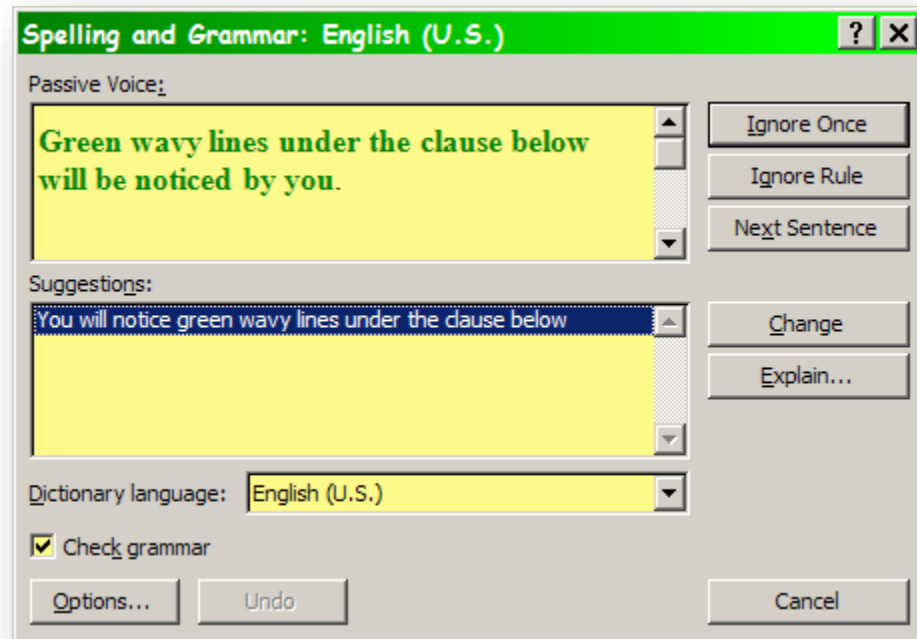 Spelling and Grammar: English (U.S.)
? X
Passive Voice:
Green wavy lines under the clause below
will be noticed by you.
Ignore Once
Ignore Rule
Next Sentence
Suggestions:
You will notice green wavy lines under the clause below
Change
Explain...
Dictionary language: English (U.S.)
Check grammar
Options... Undo Cancel